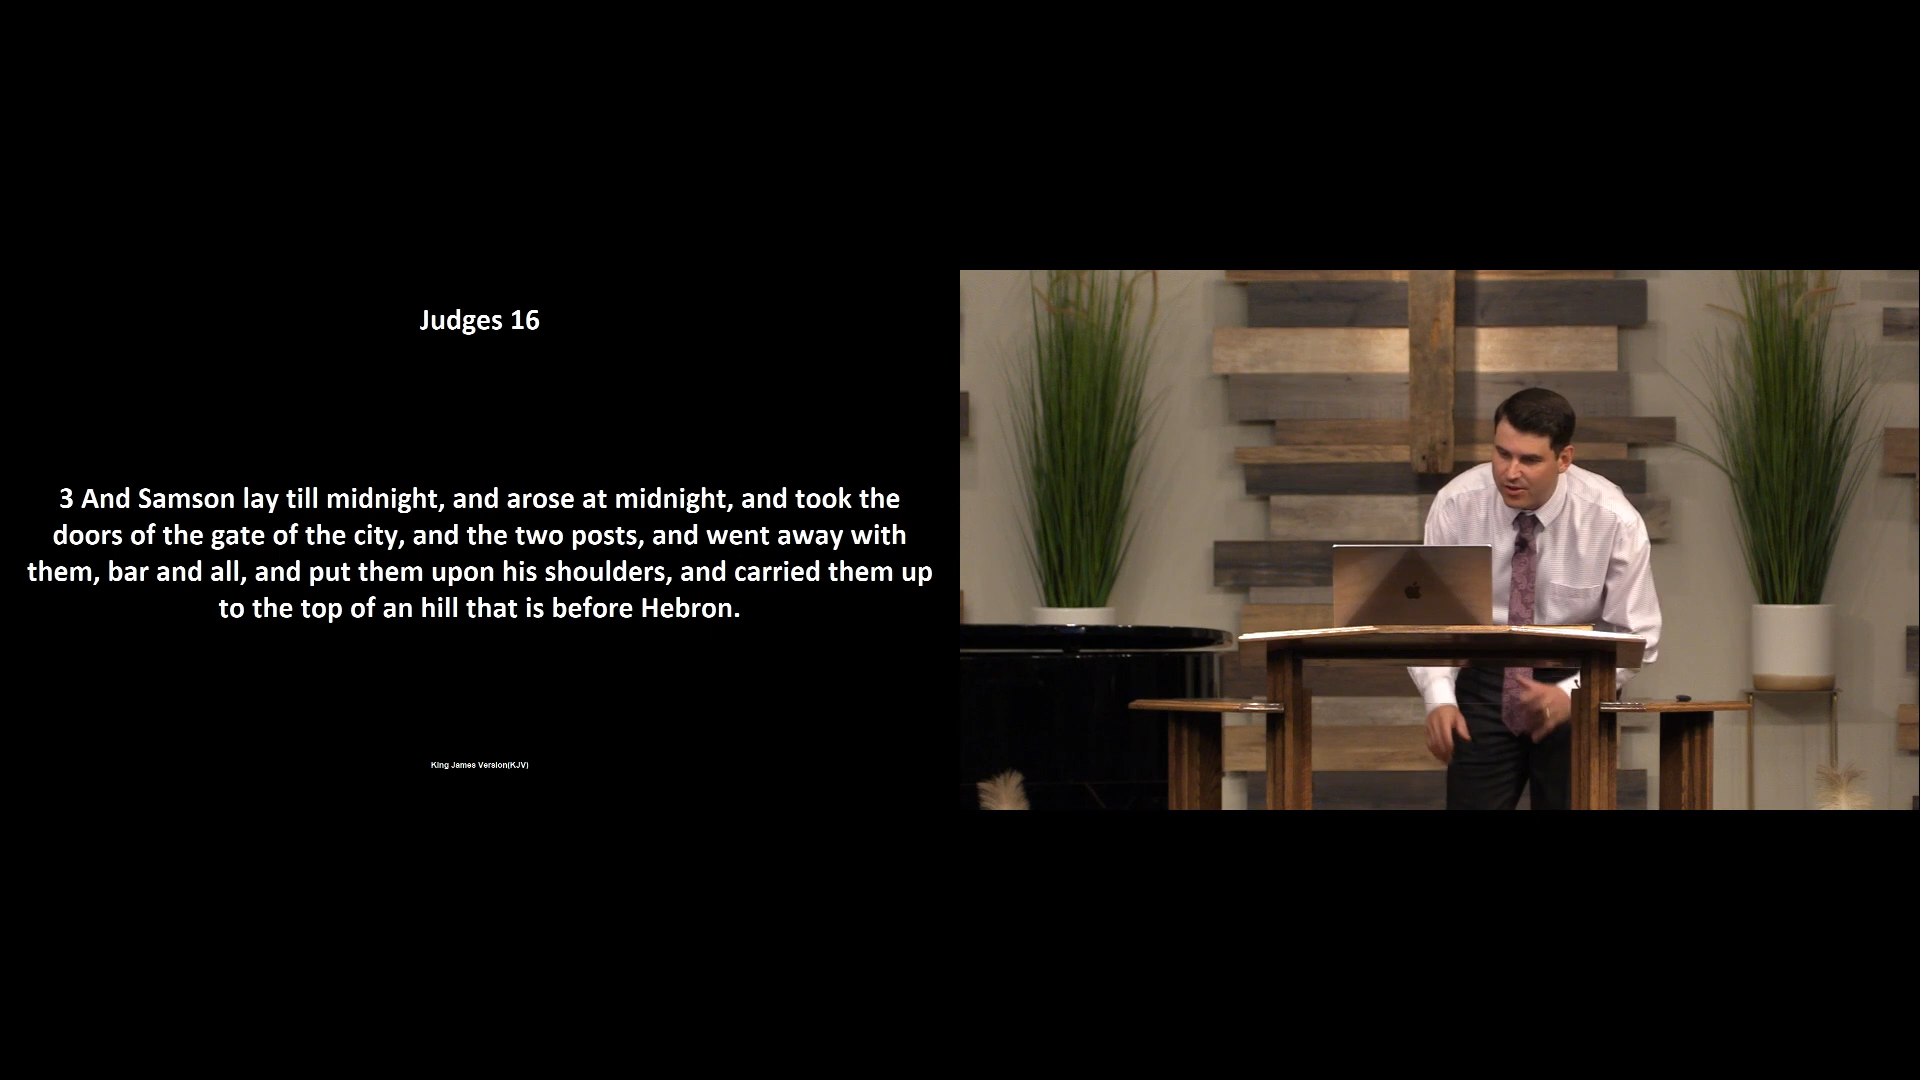 Judges 16
3 And Samson lay till midnight, and arose at midnight, and took the
doors of the gate of the city, and the two posts, and went away with
them, bar and all, and put them upon his shoulders, and carried them up
to the top of an hill that is before Hebron.
King James Version(KJV)